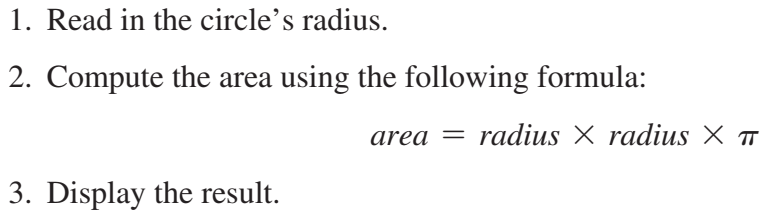 1. Read in the circle’s radius.
2. Compute the area using the following formula:
area = radius × radius × π
3. Display the result.